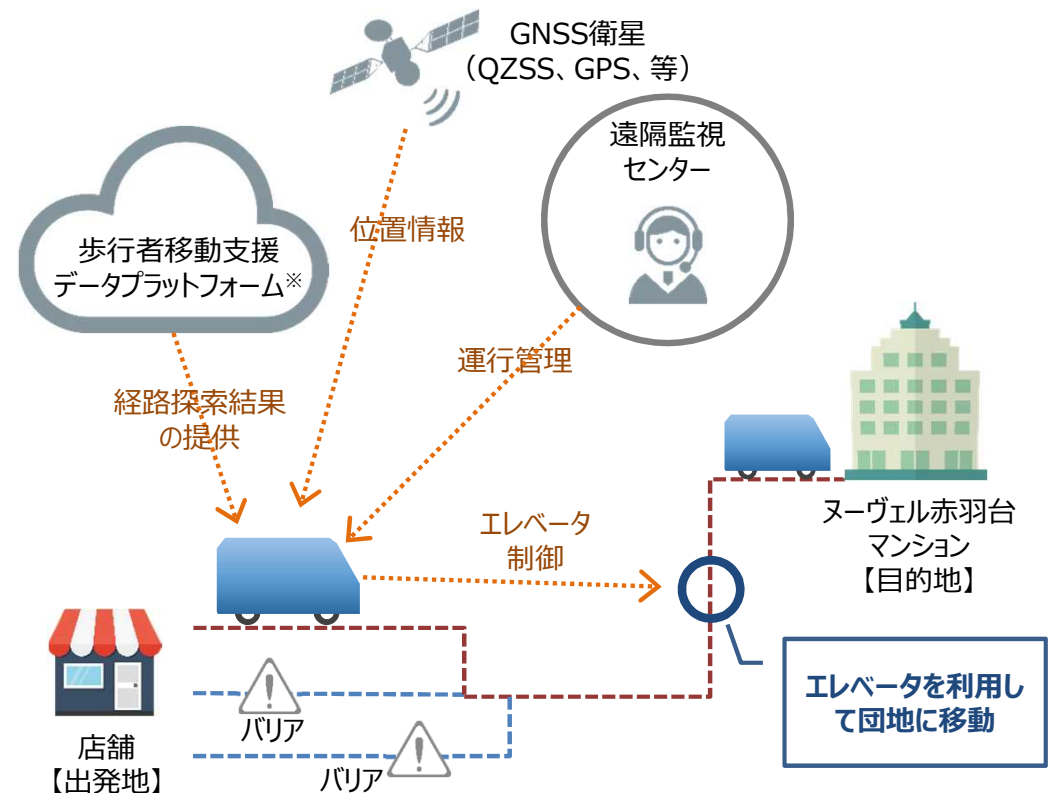 GNSS衛星
（QZSS、GPS、等）
遠隔監視
センター
歩行者移動支援
データプラットフォーム※
位置情報
運行管理
経路探索結果
の提供
エレベータ
制御
ヌーヴェル赤羽台
マンション
【目的地】
エレベータを利用し
て団地に移動
バリア
バリア
店舗
【出発地】